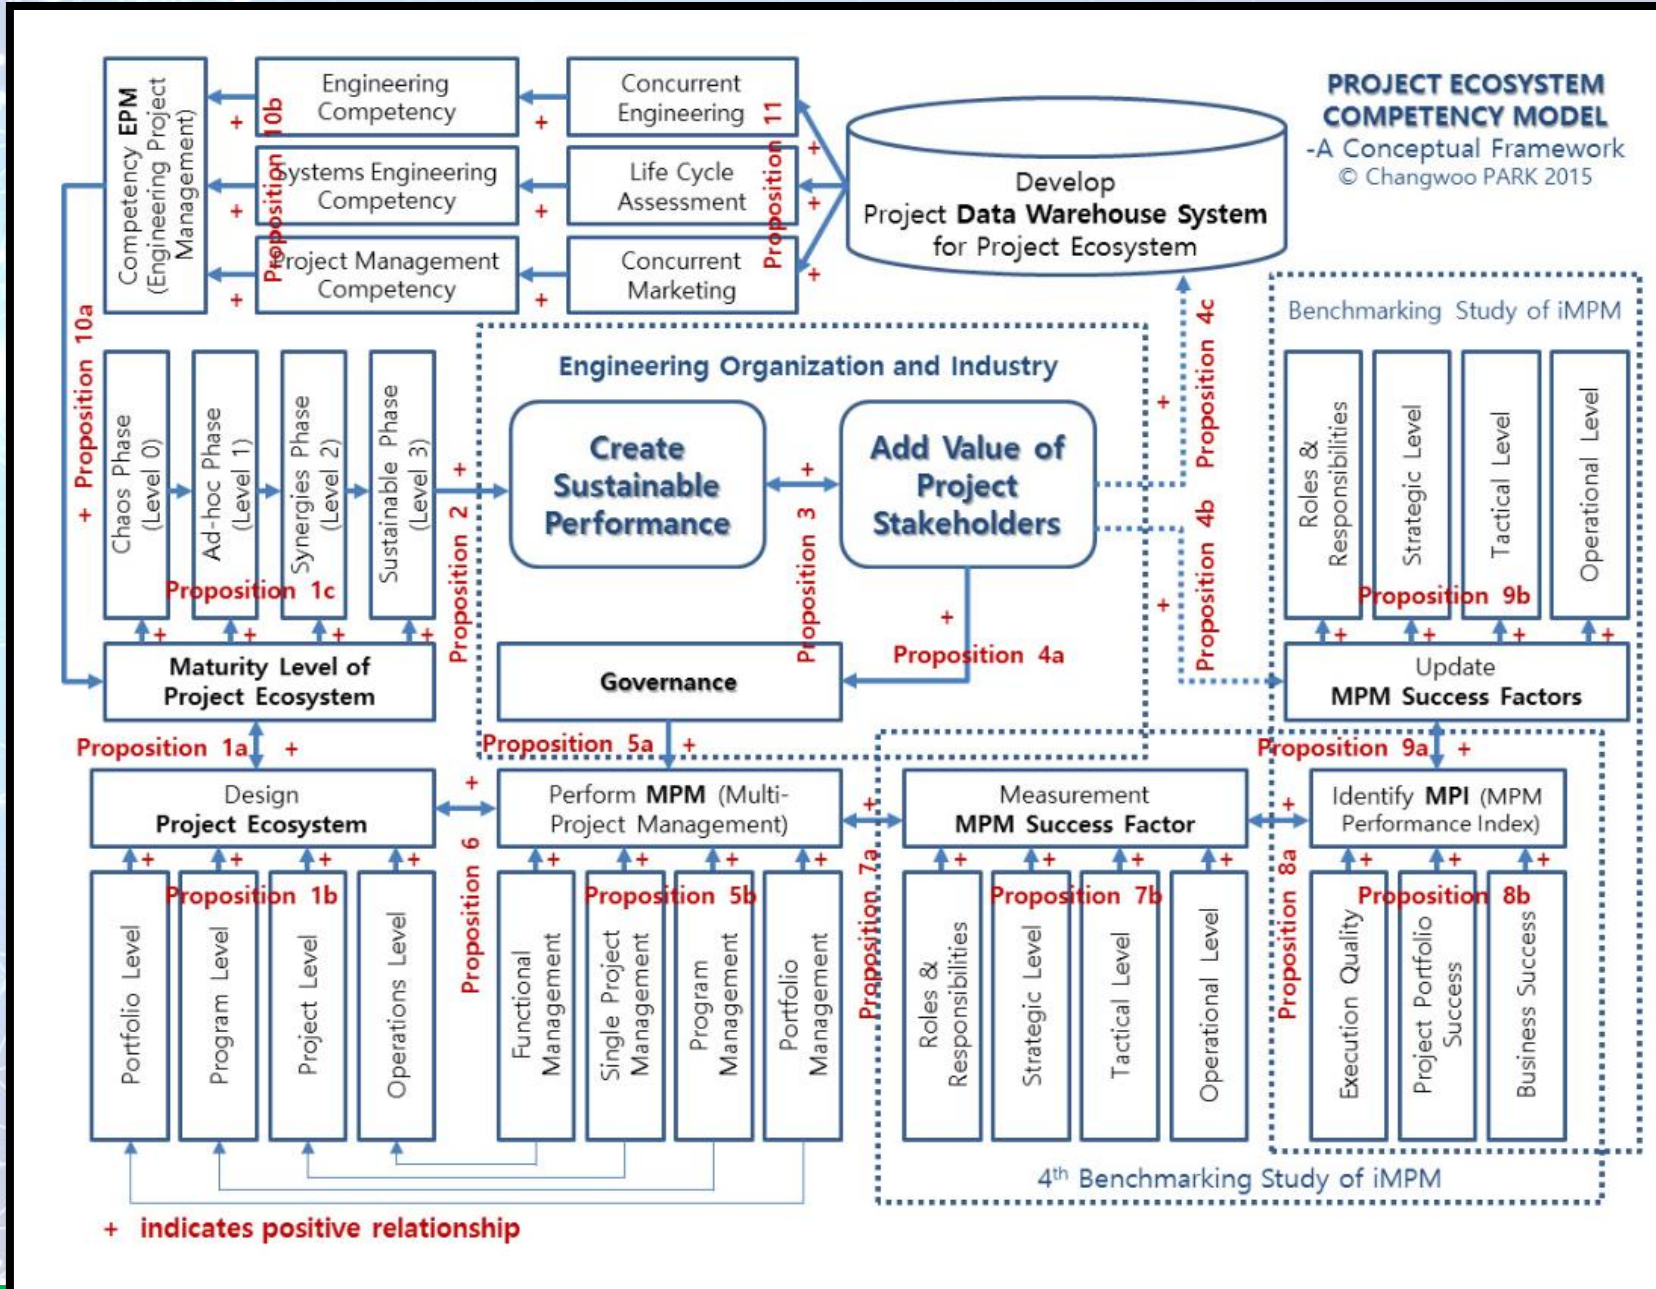 PROJECT ECOSYSTEM
COMPETENCY MODEL
-A Conceptual Framework
© Changwoo PARK 2015
Competency EPM
(Engineering Project
Management)
Engineering
Competency
Concurrent
Engineering
Systems Engineering
Competency
Life Cycle
Assessment
Project Management
Competency
Concurrent
Marketing
+
+
+
+
+
+
+
+
+
Proposition 10b
Proposition 11
Develop
Project Data Warehouse System
for Project Ecosystem
+ Proposition 10a
Chaos Phase
(Level 0)
Ad-hoc Phase
(Level 1)
Synergies Phase
(Level 2)
Sustainable Phase
(Level 3)
Proposition 1c
+
+
+
+
Maturity Level of
Project Ecosystem
Proposition 2
+
Engineering Organization and Industry
Create
Sustainable
Performance
+
Proposition 3
Add Value of
Project
Stakeholders
+
Proposition 4a
+
Proposition 4b
+
Proposition 4c
Governance
Benchmarking Study of iMPM
Roles &
Responsibilities
Strategic Level
Tactical Level
Operational Level
Proposition 9b
+
+
+
+
Update
MPM Success Factors
Proposition 1a +
Proposition 5a +
Proposition 9a +
Design
Project Ecosystem
+
Proposition 6
Perform MPM (Multi-
Project Management)
+
Proposition 7a
Measurement
MPM Success Factor
+
Proposition 8a
Identify MPI (MPM
Performance Index)
+
+
+
+
Proposition 1b
Portfolio Level
Program Level
Project Level
Operations Level
+
+
+
+
Proposition 5b
Functional
Management
Single Project
Management
Program
Management
Portfolio
Management
+
+
+
+
Proposition 7b
Roles &
Responsibilities
Strategic Level
Tactical Level
Operational Level
+
+
+
Proposition 8b
Execution Quality
Project Portfolio
Success
Business Success
4th Benchmarking Study of iMPM
+ indicates positive relationship